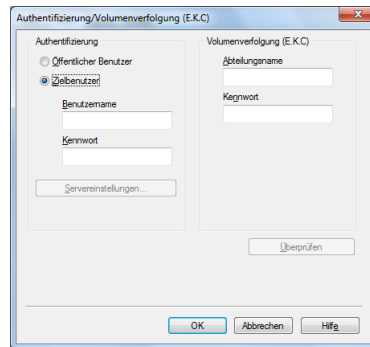 Authentifizierung/Volumenverfolgung (E.K.C)
Authentifizierung
Öffentlicher Benutzer
Zielbenutzer
Benutzername
Kennwort
Servereinstellungen...
Volumenverfolgung (E.K.C)
Abteilungsname
Kennwort
Überprüfen
OK
Abbrechen
Hilfe